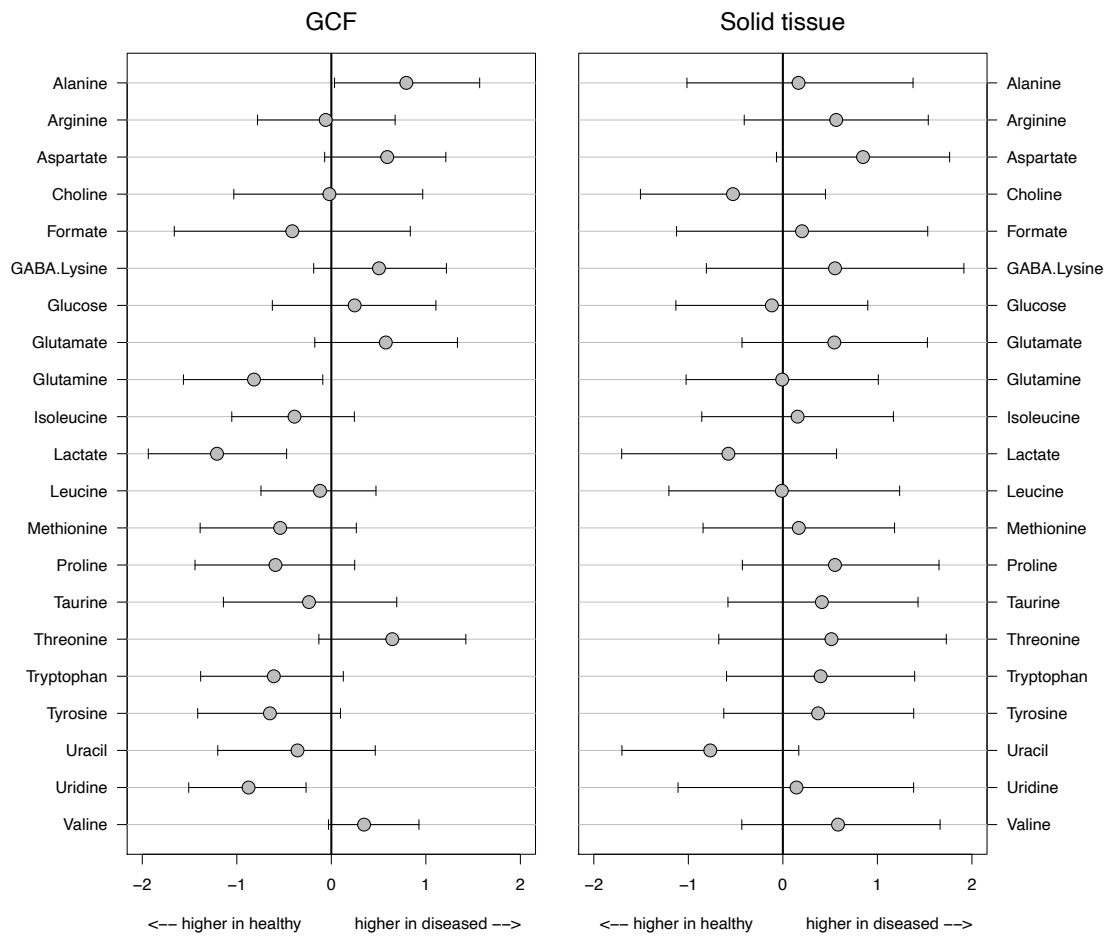 GCF
Solid tissue
Alanine
Arginine
Aspartate
Choline
Formate
GABA.Lysine
Glucose
Glutamate
Glutamine
Isoleucine
Lactate
Leucine
Methionine
Proline
Taurine
Threonine
Tryptophan
Tyrosine
Uracil
Uridine
Valine
−2 −1 0 1 2
<−− higher in healthy higher in diseased −−>
Alanine
Arginine
Aspartate
Choline
Formate
GABA.Lysine
Glucose
Glutamate
Glutamine
Isoleucine
Lactate
Leucine
Methionine
Proline
Taurine
Threonine
Tryptophan
Tyrosine
Uracil
Uridine
Valine
−2 −1 0 1 2
<−− higher in healthy higher in diseased −−>